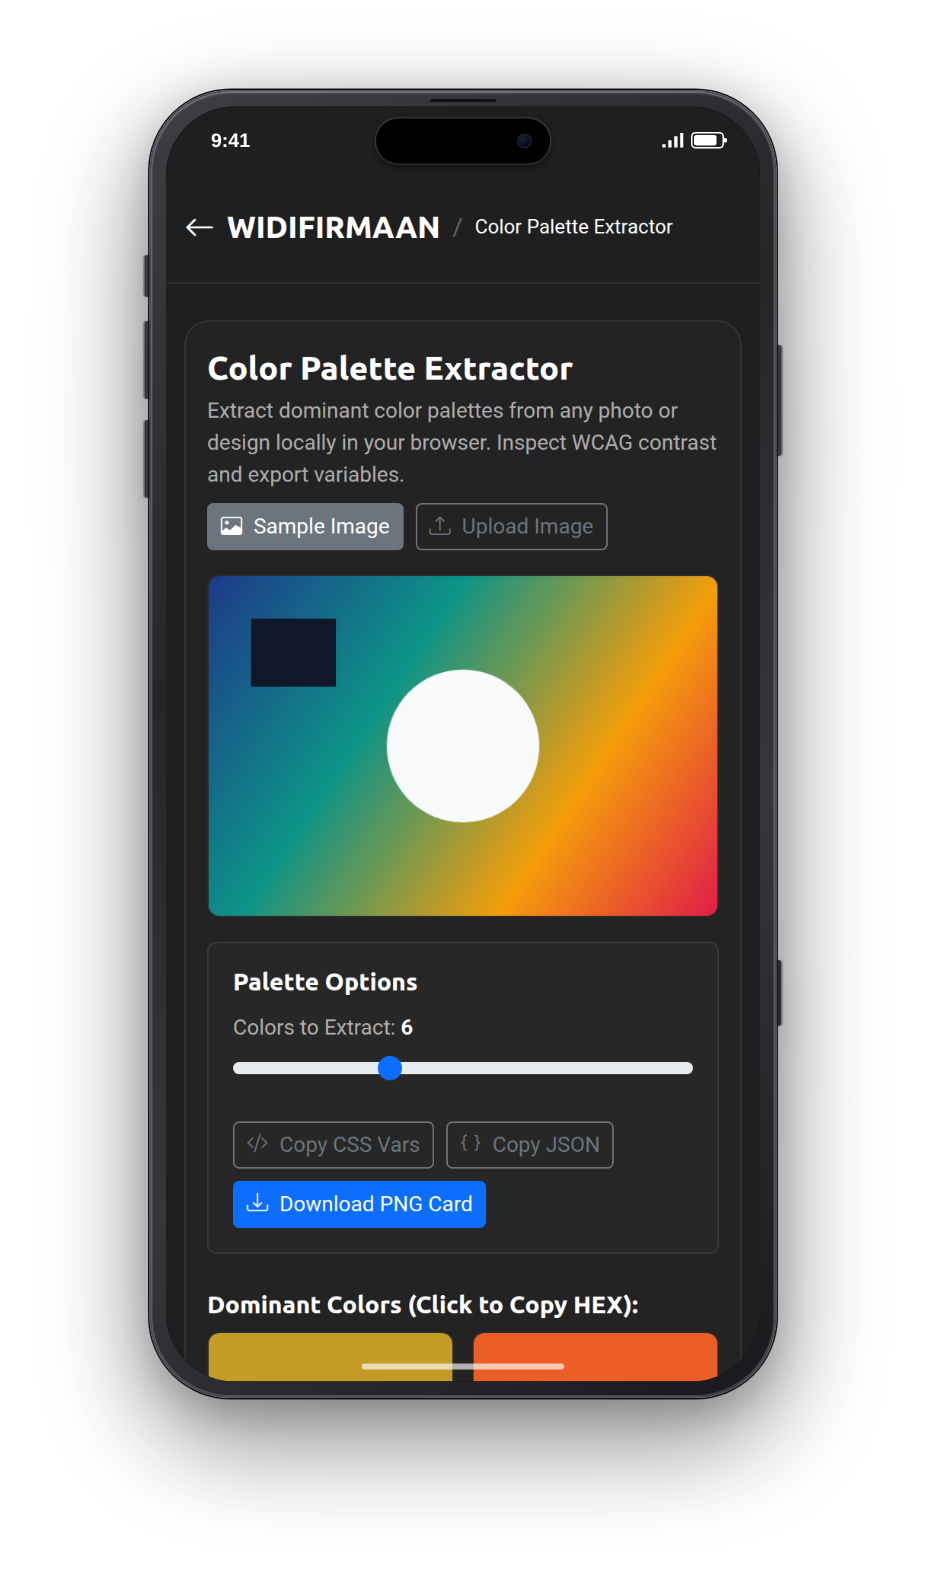 9:41
WIDIFIRMAAN / Color Palette Extractor
Color Palette Extractor
Extract dominant color palettes from any photo or
design locally in your browser. Inspect WCAG contrast
and export variables.
Sample Image
Upload Image
Palette Options
Colors to Extract: 6
</> Copy CSS Vars
{ } Copy JSON
Download PNG Card
Dominant Colors (Click to Copy HEX):